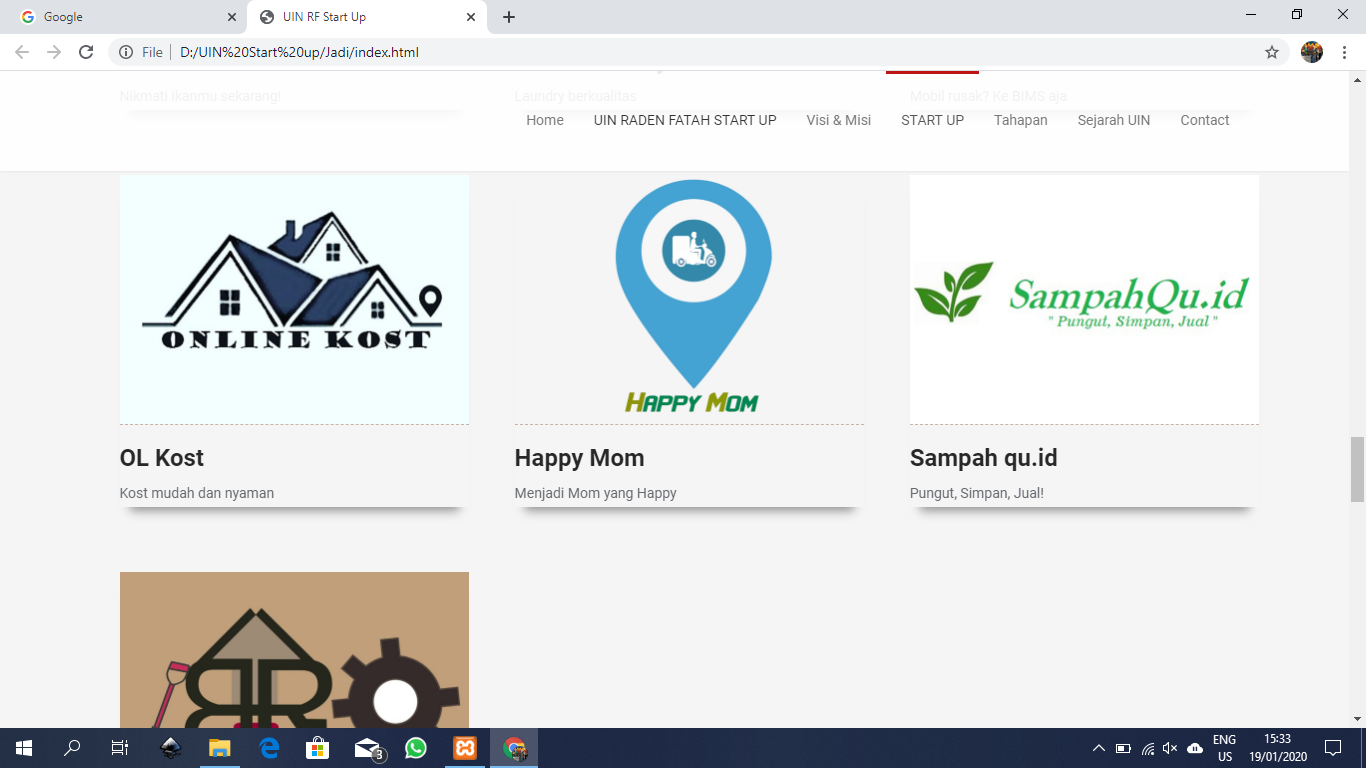 Google
UIN RF Start Up
File
D:/UIN%20Start%20up/Jadi/index.html
Nikmati ikanmu sekarang!
Laundry berkualitas
Mobil rusak? Ke BIMS aja
Home
UIN RADEN FATAH START UP
Visi & Misi
START UP
Tahapan
Sejarah UIN
Contact
ONLINE KOST
HAPPY MOM
SampahQu.id
" Pungut, Simpan, Jual "
OL Kost
Happy Mom
Sampah qu.id
Kost mudah dan nyaman
Menjadi Mom yang Happy
Pungut, Simpan, Jual!
3
ENG
US
15:33
19/01/2020